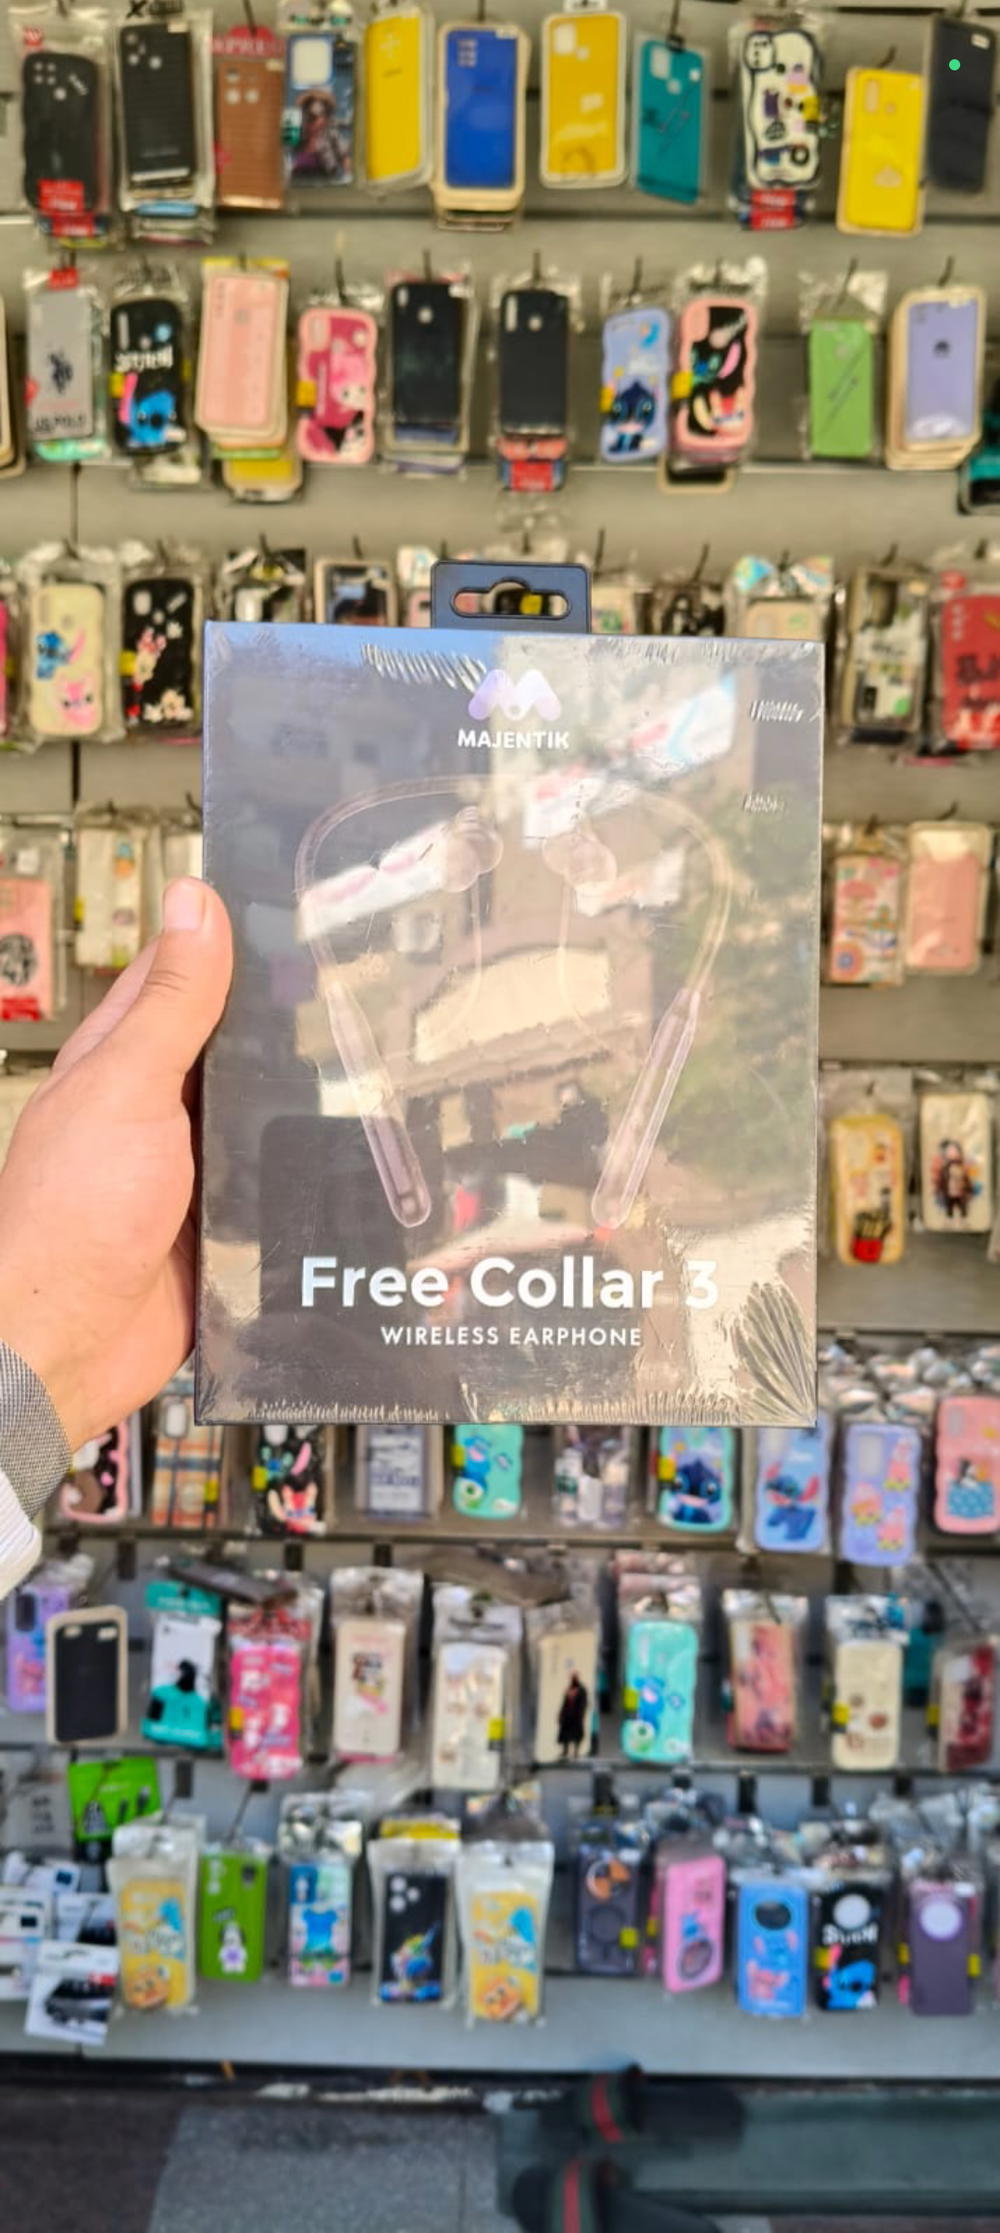 MAJENTIK
Free Collar 3
WIRELESS EARPHONE